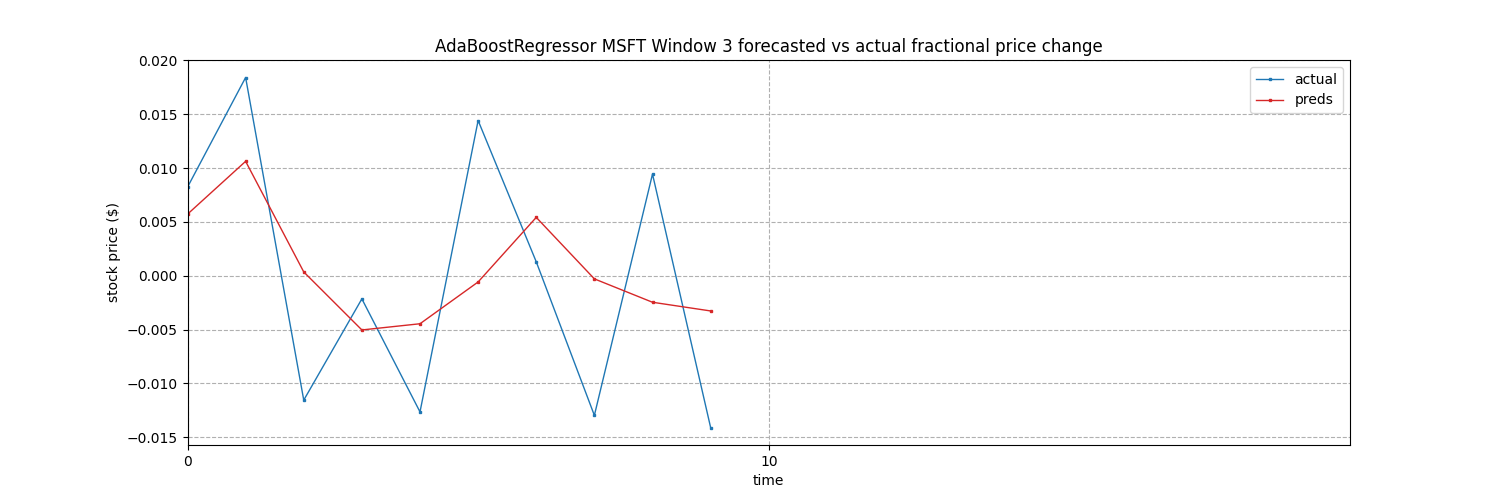 AdaBoostRegressor MSFT Window 3 forecasted vs actual fractional price change
actual
preds
stock price ($)
0.020
0.015
0.010
0.005
0.000
−0.005
−0.010
−0.015
0
10
time